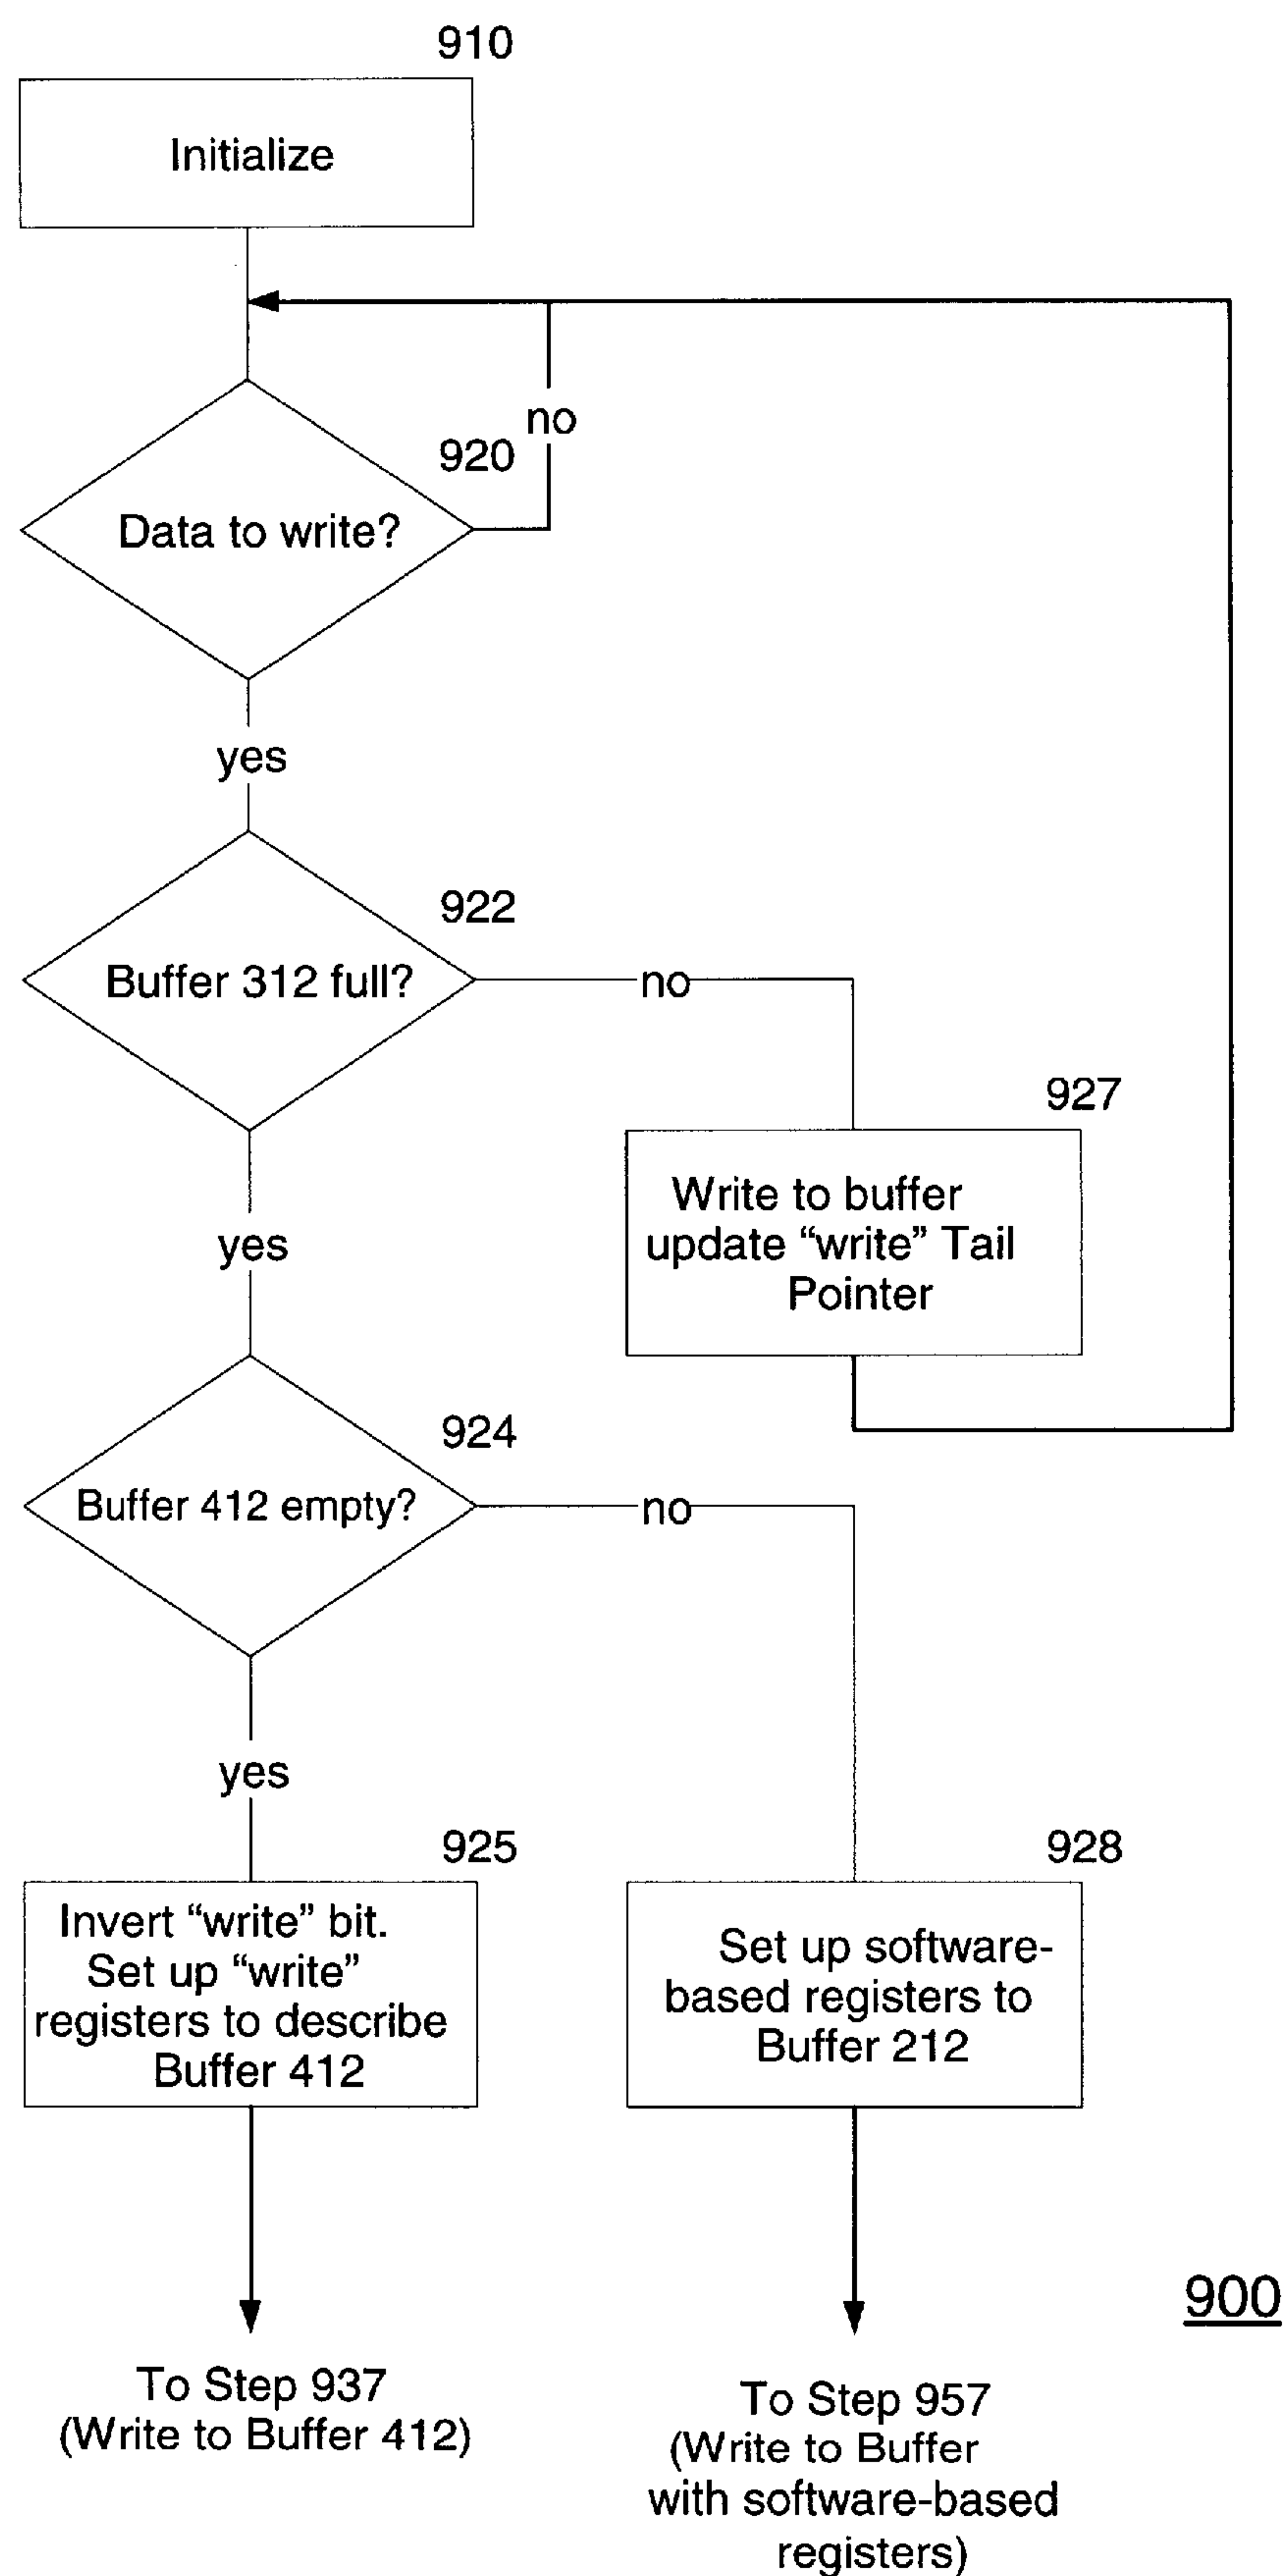 910
Initialize
no
920
Data to write?
yes
922
Buffer 312 full?
no
927
Write to buffer
update “write” Tail
Pointer
yes
924
Buffer 412 empty?
no
yes
925
Invert “write” bit.
Set up “write”
registers to describe
Buffer 412
928
Set up software-
based registers to
Buffer 212
900
To Step 937
(Write to Buffer 412)
To Step 957
(Write to Buffer
with software-based
registers)